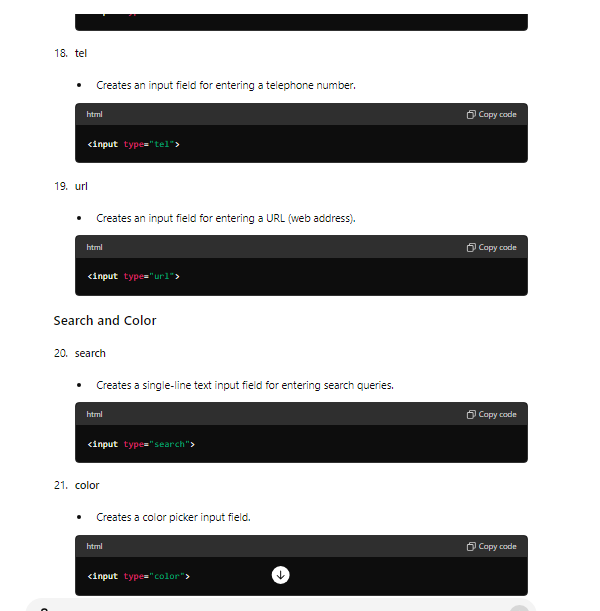 18. tel
• Creates an input field for entering a telephone number.
html Copy code
<input type="tel">
19. url
• Creates an input field for entering a URL (web address).
html Copy code
<input type="url">
Search and Color
20. search
• Creates a single-line text input field for entering search queries.
html Copy code
<input type="search">
21. color
• Creates a color picker input field.
html Copy code
<input type="color">